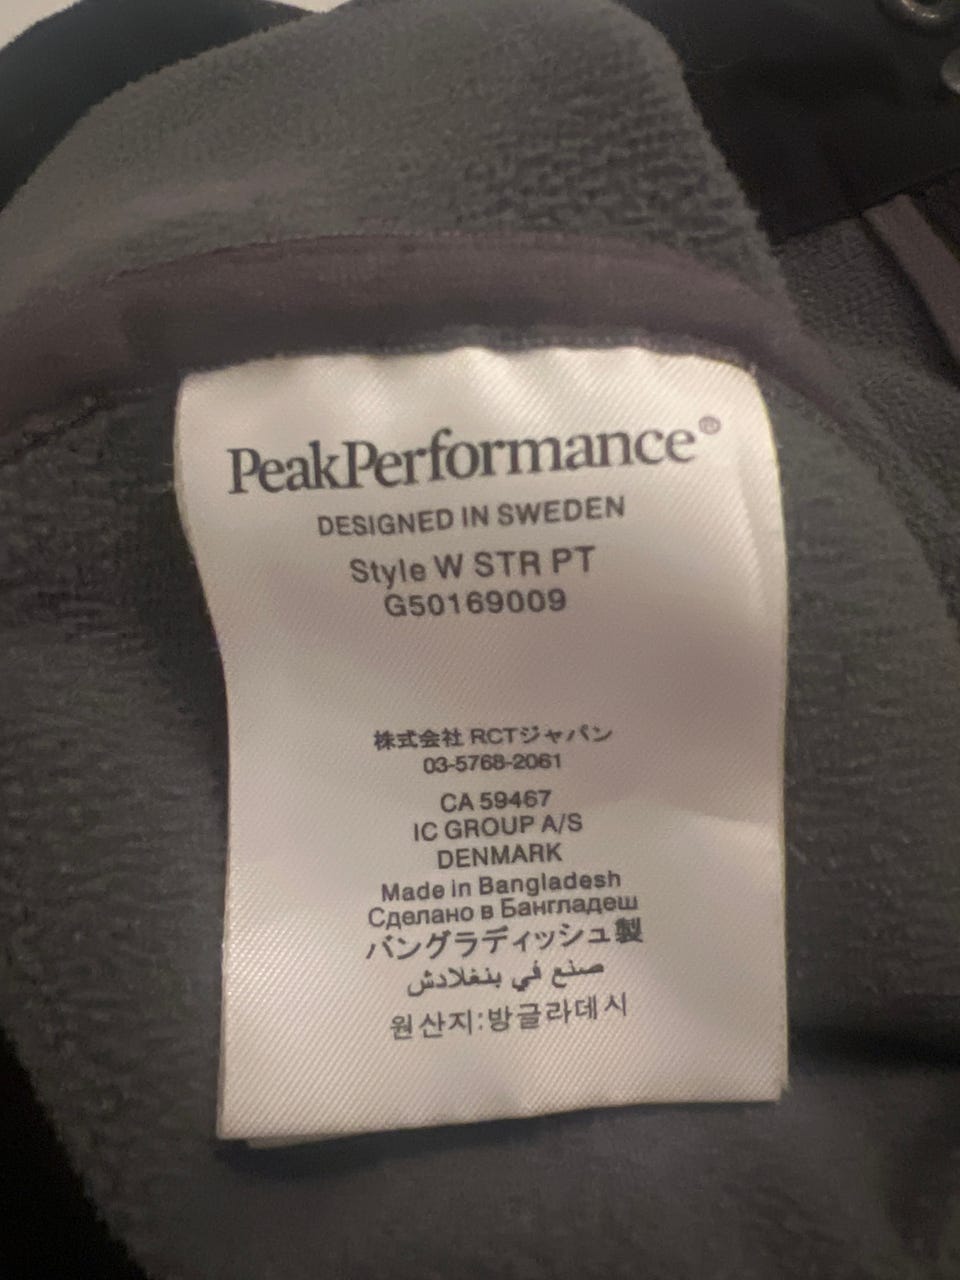 PeakPerformance®
DESIGNED IN SWEDEN
Style W STR PT
G50169009
株式会社 RCTジャパン
03-5768-2061
CA 59467
IC GROUP A/S
DENMARK
Made in Bangladesh
Сделано в Бангладеш
バングラディッシュ製
صنع في بنغلادش
원산지:방글라데시